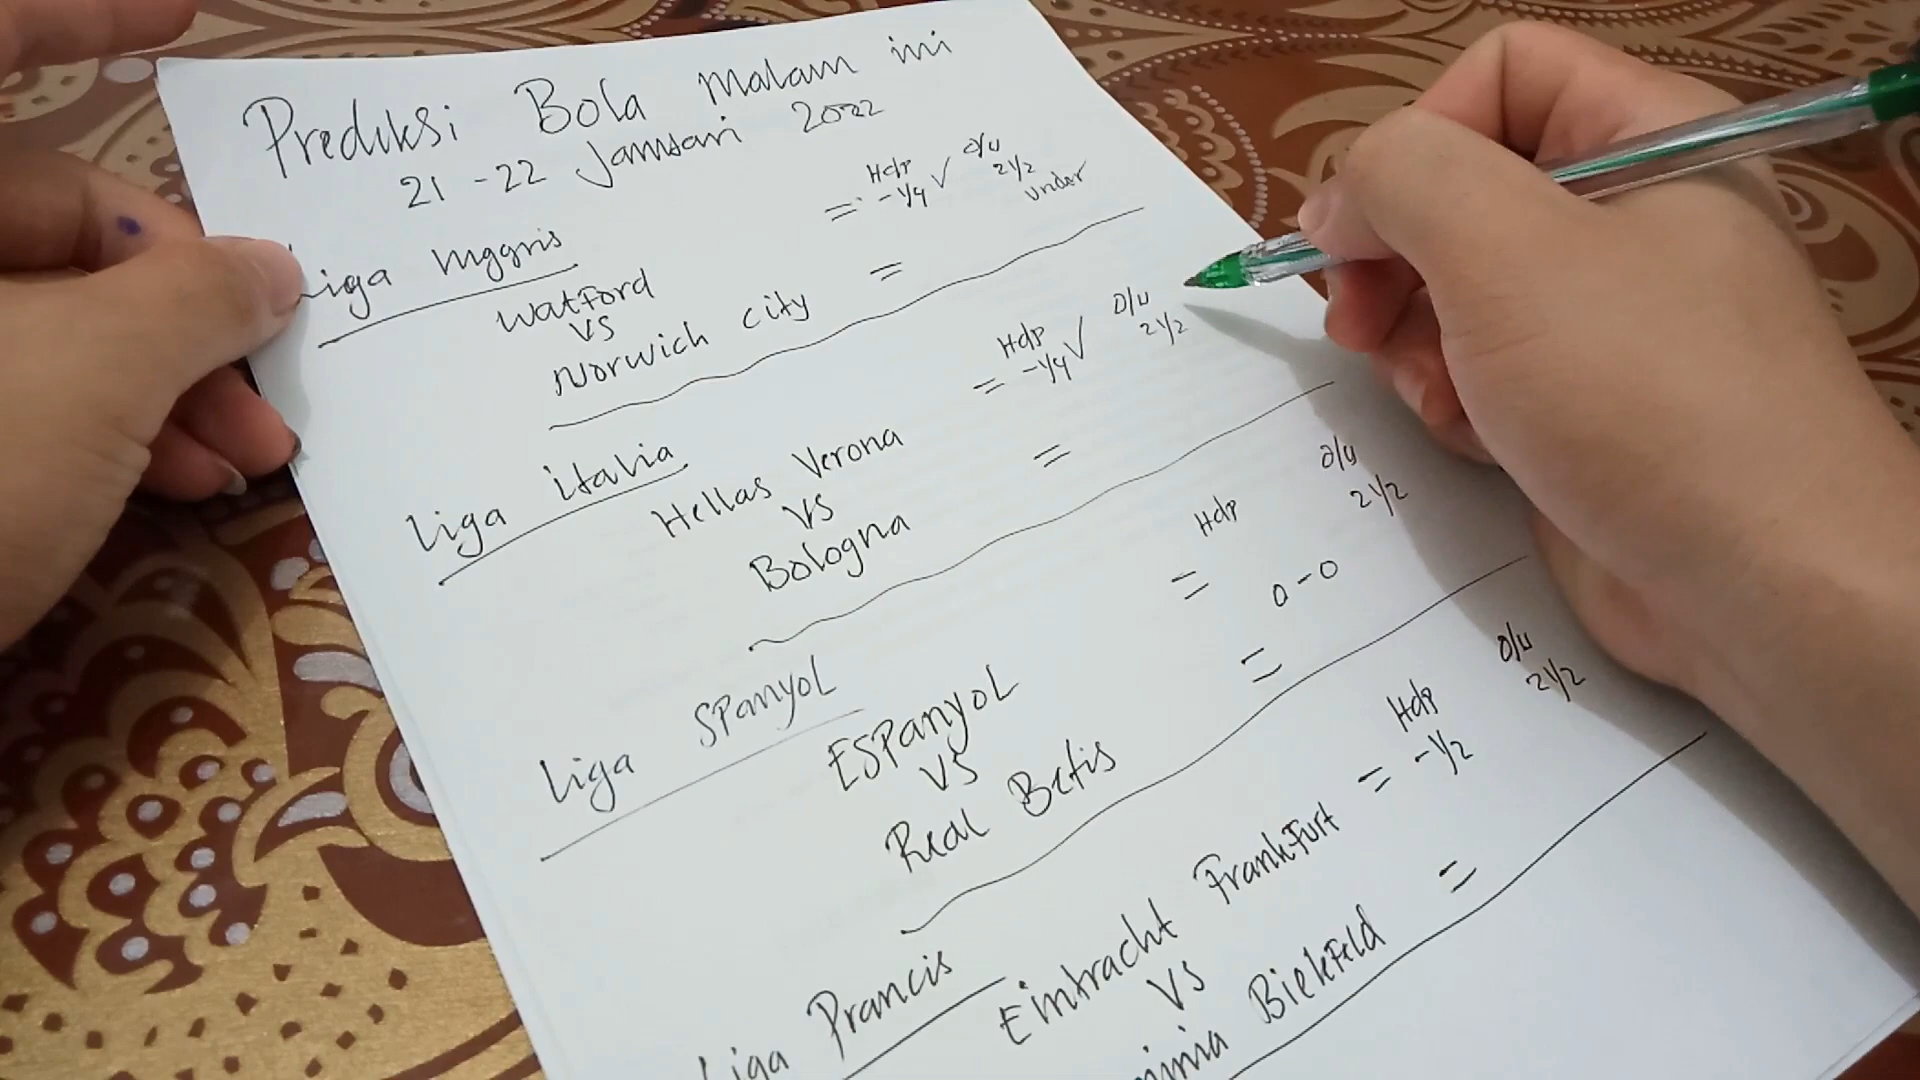 Prediksi Bola malam ini
21 - 22 Januari 2022
Liga Inggris
Hdp O/U
= -1/4 √ 2 1/2
under
Watford
VS
Norwich city =
Liga italia
Hdp O/U
= -1/4 √ 2 1/2
Hellas Verona
VS
Bologna =
Liga SPanyol
Hdp O/U
= 2 1/2
0-0
ESPanyol
VS
Real Betis =
Liga Prancis
Hdp O/U
= -1/2 2 1/2
Eintracht Frankfurt
VS
Bielefeld =